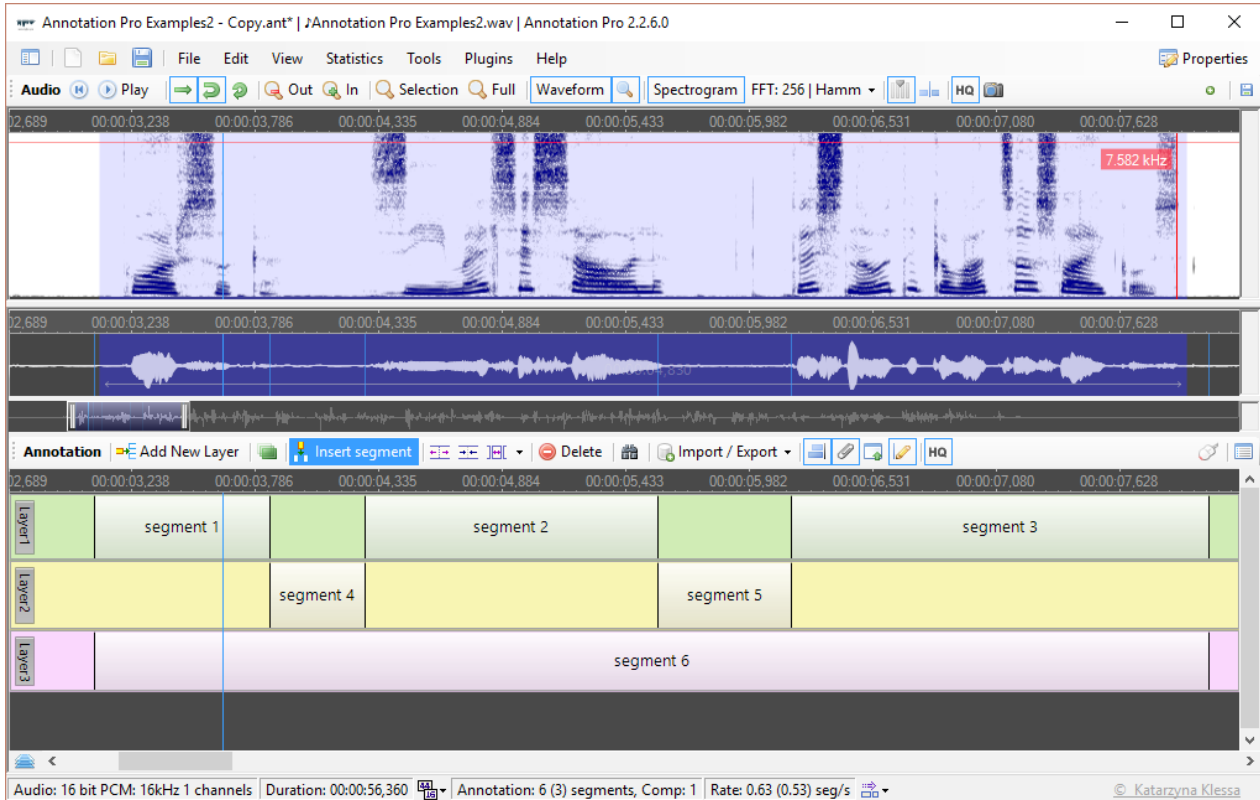 Annotation Pro Examples2 - Copy.ant* | ♪Annotation Pro Examples2.wav | Annotation Pro 2.2.6.0
File Edit View Statistics Tools Plugins Help Properties
Audio Play Out In Selection Full Waveform Spectrogram FFT: 256 | Hamm HQ
02,689 00:00:03,238 00:00:03,786 00:00:04,335 00:00:04,884 00:00:05,433 00:00:05,982 00:00:06,531 00:00:07,080 00:00:07,628
7.582 kHz
02,689 00:00:03,238 00:00:03,786 00:00:04,335 00:00:04,884 00:00:05,433 00:00:05,982 00:00:06,531 00:00:07,080 00:00:07,628
Annotation Add New Layer Insert segment Delete Import / Export HQ
02,689 00:00:03,238 00:00:03,786 00:00:04,335 00:00:04,884 00:00:05,433 00:00:05,982 00:00:06,531 00:00:07,080 00:00:07,628
Layer1 segment 1 segment 2 segment 3
Layer2 segment 4 segment 5
Layer3 segment 6
Audio: 16 bit PCM: 16kHz 1 channels Duration: 00:00:56,360 44 16 Annotation: 6 (3) segments, Comp: 1 Rate: 0.63 (0.53) seg/s © Katarzyna Klessa